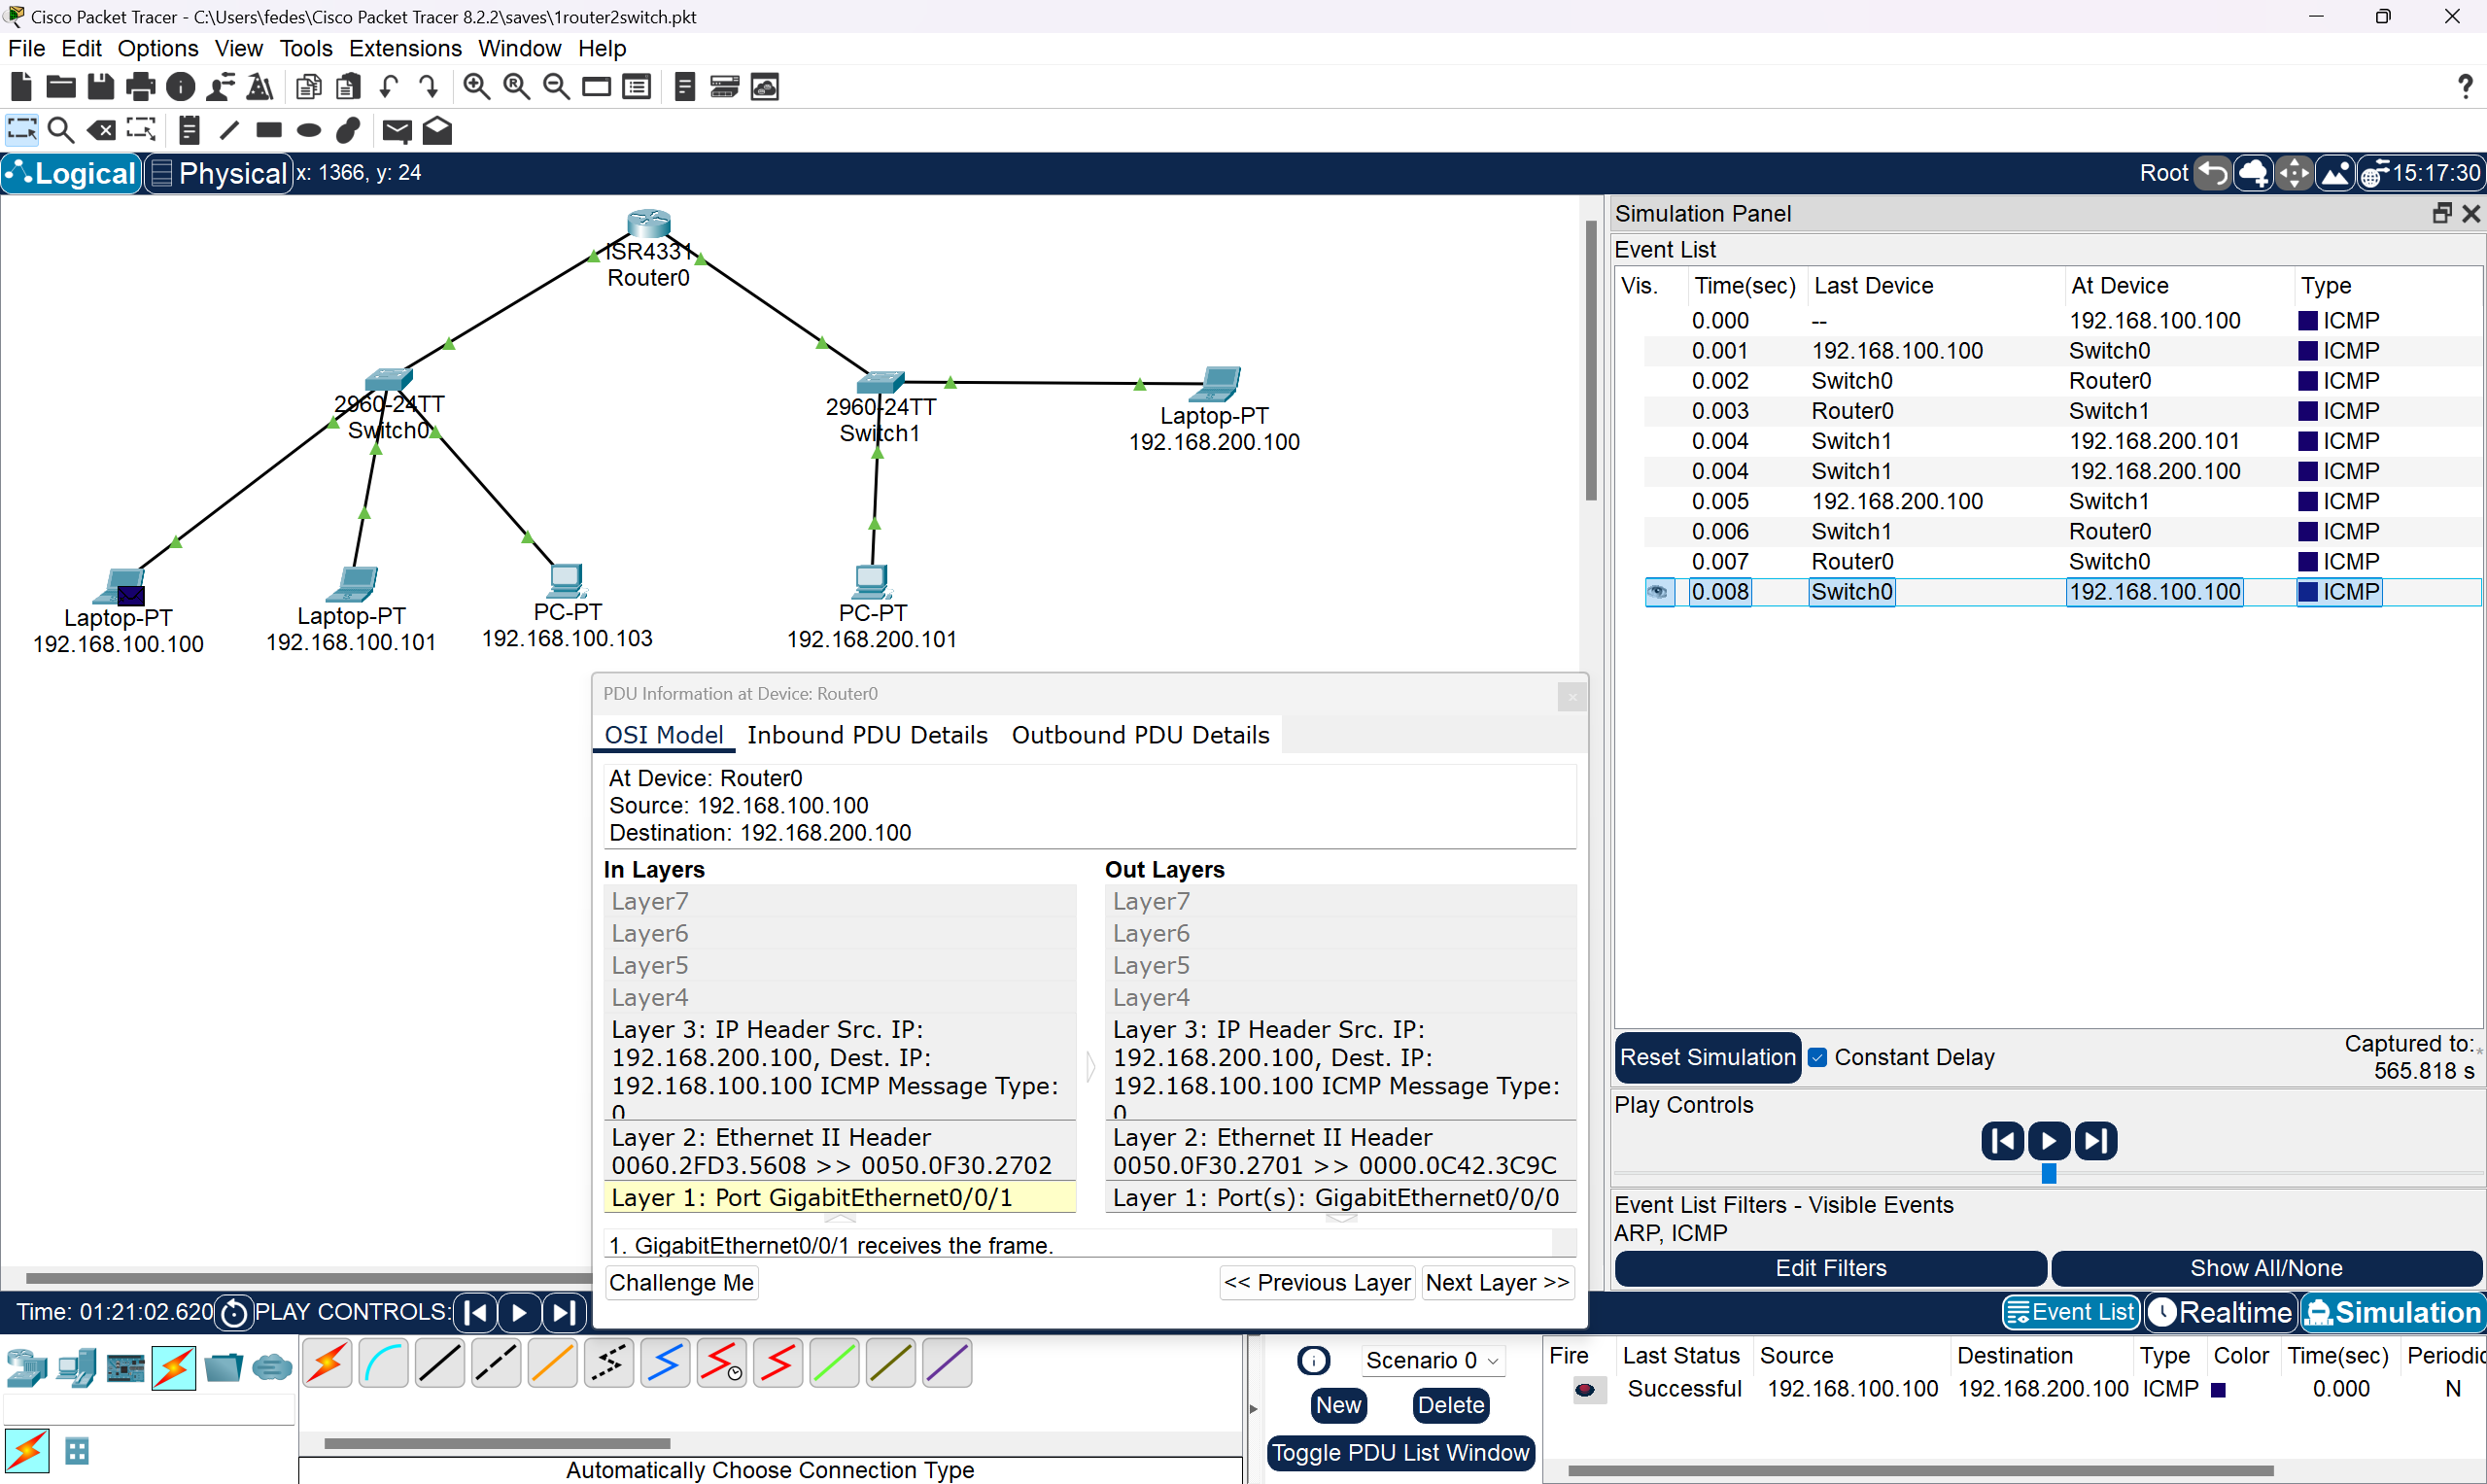 Cisco Packet Tracer - C:\Users\fedes\Cisco Packet Tracer 8.2.2\saves\1router2switch.pkt
File Edit Options View Tools Extensions Window Help
?
Logical Physical x: 1366, y: 24 Root 15:17:30
ISR4331
Router0
2960-24TT
Switch0
2960-24TT
Switch1
Laptop-PT
192.168.200.100
Laptop-PT
192.168.100.100
Laptop-PT
192.168.100.101
PC-PT
192.168.100.103
PC-PT
192.168.200.101
Simulation Panel
Event List
Vis. Time(sec) Last Device At Device Type
0.000 -- 192.168.100.100 ICMP
0.001 192.168.100.100 Switch0 ICMP
0.002 Switch0 Router0 ICMP
0.003 Router0 Switch1 ICMP
0.004 Switch1 192.168.200.101 ICMP
0.004 Switch1 192.168.200.100 ICMP
0.005 192.168.200.100 Switch1 ICMP
0.006 Switch1 Router0 ICMP
0.007 Router0 Switch0 ICMP
0.008 Switch0 192.168.100.100 ICMP
Reset Simulation Constant Delay Captured to: *
565.818 s
Play Controls
Event List Filters - Visible Events
ARP, ICMP
Edit Filters Show All/None
PDU Information at Device: Router0
OSI Model Inbound PDU Details Outbound PDU Details
At Device: Router0
Source: 192.168.100.100
Destination: 192.168.200.100
In Layers
Layer7
Layer6
Layer5
Layer4
Layer 3: IP Header Src. IP:
192.168.200.100, Dest. IP:
192.168.100.100 ICMP Message Type:
0
Layer 2: Ethernet II Header
0060.2FD3.5608 >> 0050.0F30.2702
Layer 1: Port GigabitEthernet0/0/1
Out Layers
Layer7
Layer6
Layer5
Layer4
Layer 3: IP Header Src. IP:
192.168.200.100, Dest. IP:
192.168.100.100 ICMP Message Type:
0
Layer 2: Ethernet II Header
0050.0F30.2701 >> 0000.0C42.3C9C
Layer 1: Port(s): GigabitEthernet0/0/0
1. GigabitEthernet0/0/1 receives the frame.
Challenge Me << Previous Layer Next Layer >>
Time: 01:21:02.620 PLAY CONTROLS: Event List Realtime Simulation
Automatically Choose Connection Type
Scenario 0
New Delete
Toggle PDU List Window
Fire Last Status Source Destination Type Color Time(sec) Periodic
Successful 192.168.100.100 192.168.200.100 ICMP 0.000 N